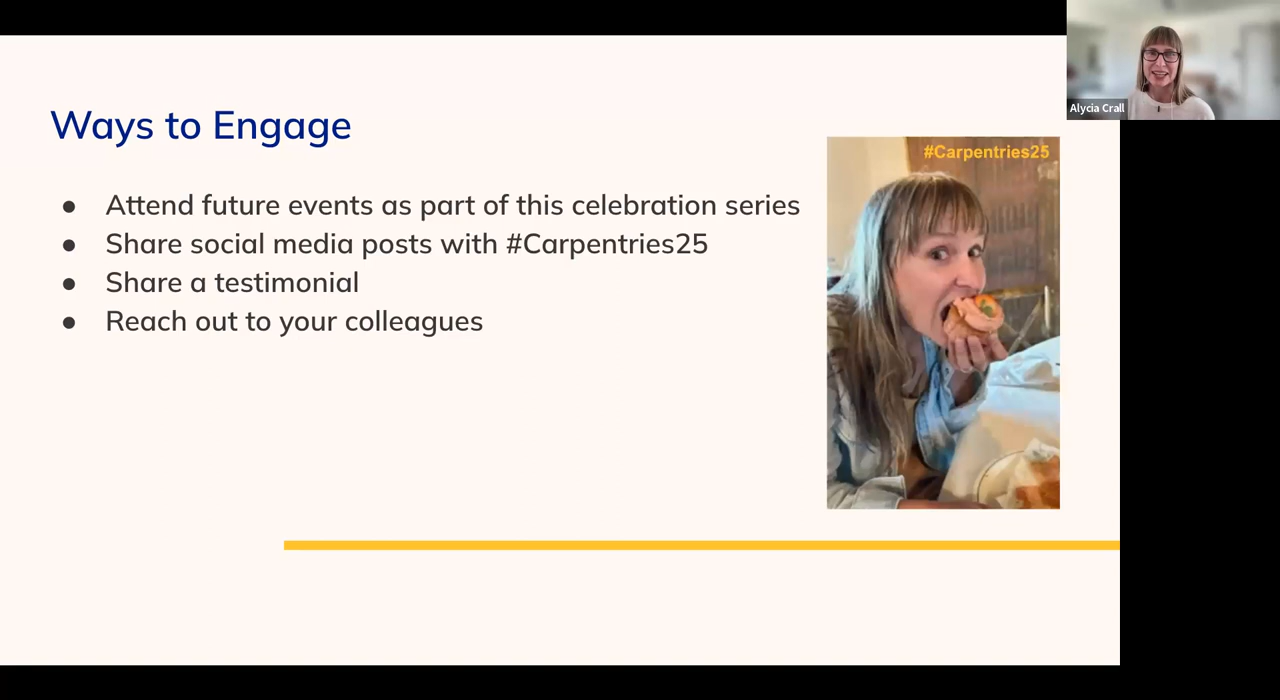 Alycia Crall
Ways to Engage
#Carpentries25
● Attend future events as part of this celebration series
● Share social media posts with #Carpentries25
● Share a testimonial
● Reach out to your colleagues